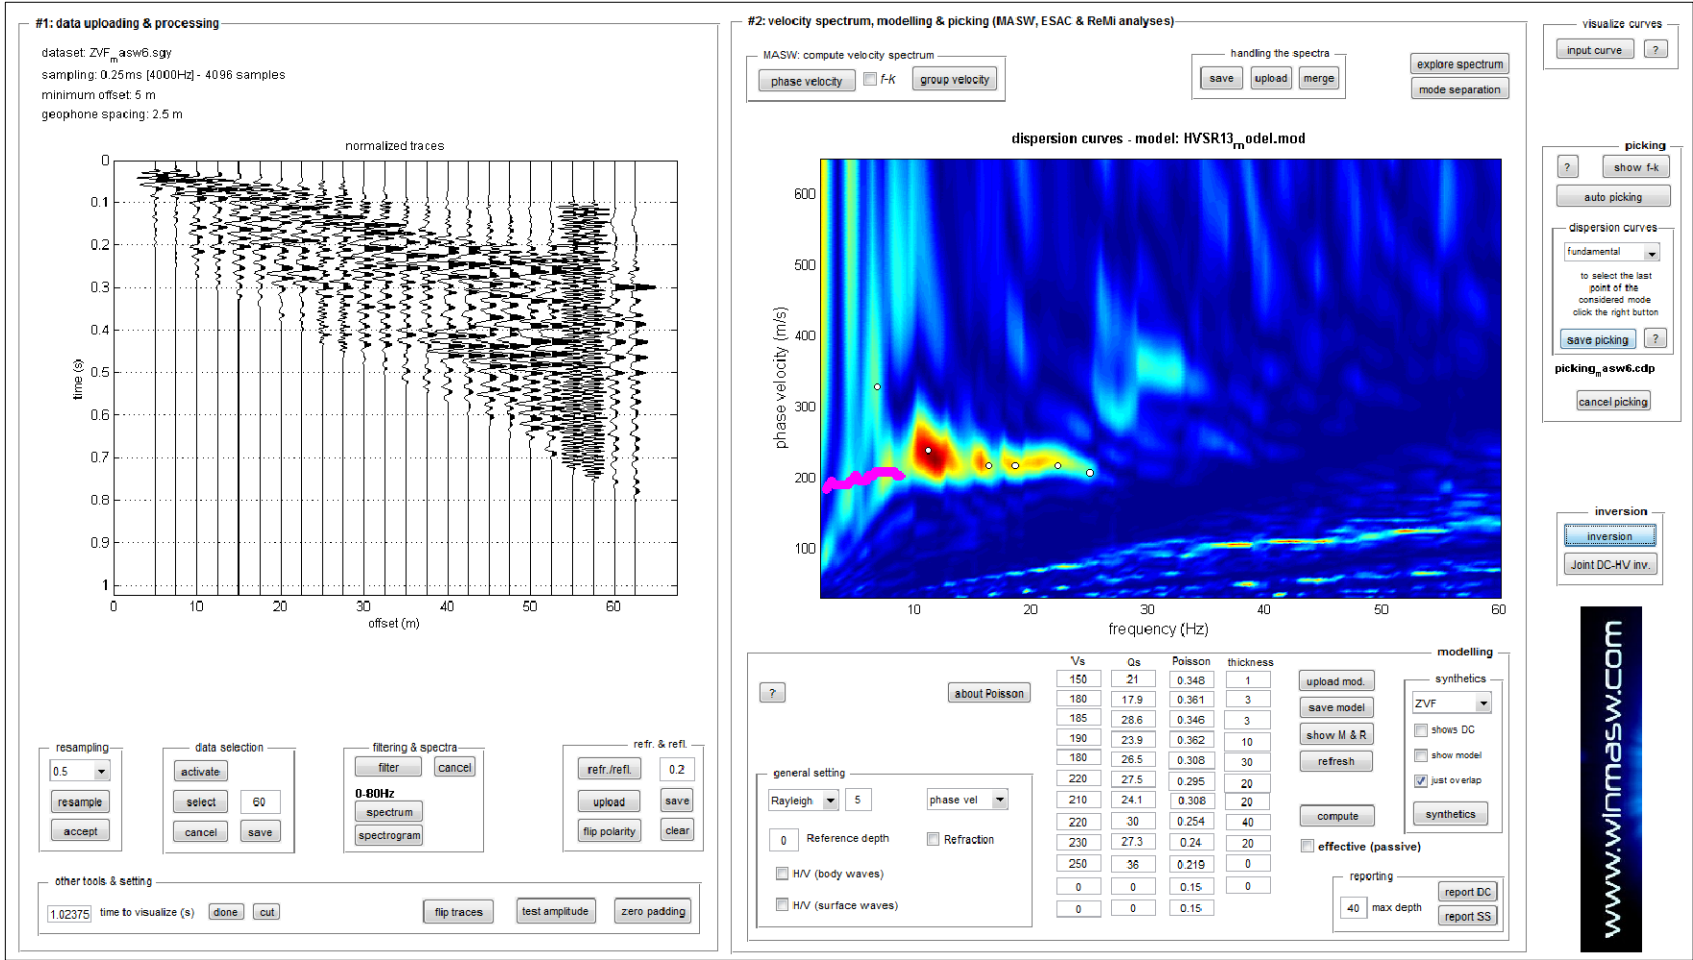 #1: data uploading & processing
dataset: ZVF_masw6.sgy
sampling: 0.25ms [4000Hz] - 4096 samples
minimum offset: 5 m
geophone spacing: 2.5 m
normalized traces
0
0.1
0.2
0.3
0.4
0.5
0.6
0.7
0.8
0.9
1
time (s)
0 10 20 30 40 50 60
offset (m)
resampling
0.5
resample
accept
data selection
activate
select 60
cancel save
filtering & spectra
filter cancel
0-80Hz
spectrum
spectrogram
refr. & refl.
refr./refl. 0.2
upload save
flip polarity clear
other tools & setting
1.02375 time to visualize (s) done cut flip traces test amplitude zero padding
#2: velocity spectrum, modelling & picking (MASW, ESAC & ReMi analyses)
MASW: compute velocity spectrum
phase velocity f-k group velocity
handling the spectra
save upload merge
explore spectrum
mode separation
dispersion curves - model: HVSR13_model.mod
600
500
400
300
200
100
phase velocity (m/s)
10 20 30 40 50 60
frequency (Hz)
modelling
? about Poisson
Vs Qs Poisson thickness
150 21 0.348 1
180 17.9 0.361 3
185 28.6 0.346 3
190 23.9 0.362 10
180 26.5 0.308 30
220 27.5 0.295 20
210 24.1 0.308 20
220 30 0.254 40
230 27.3 0.24 20
250 36 0.219 0
0 0 0.15 0
0 0 0.15
upload mod.
save model
show M & R
refresh
compute
effective (passive)
synthetics
ZVF
shows DC
show model
just overlap
synthetics
general setting
Rayleigh 5 phase vel
0 Reference depth Refraction
H/V (body waves)
H/V (surface waves)
reporting
40 max depth
report DC
report SS
visualize curves
input curve ?
picking
? show f-k
auto picking
dispersion curves
fundamental
to select the last
point of the
considered mode
click the right button
save picking ?
picking_masw6.cdp
cancel picking
inversion
inversion
Joint DC-HV inv.
www.winmasw.com